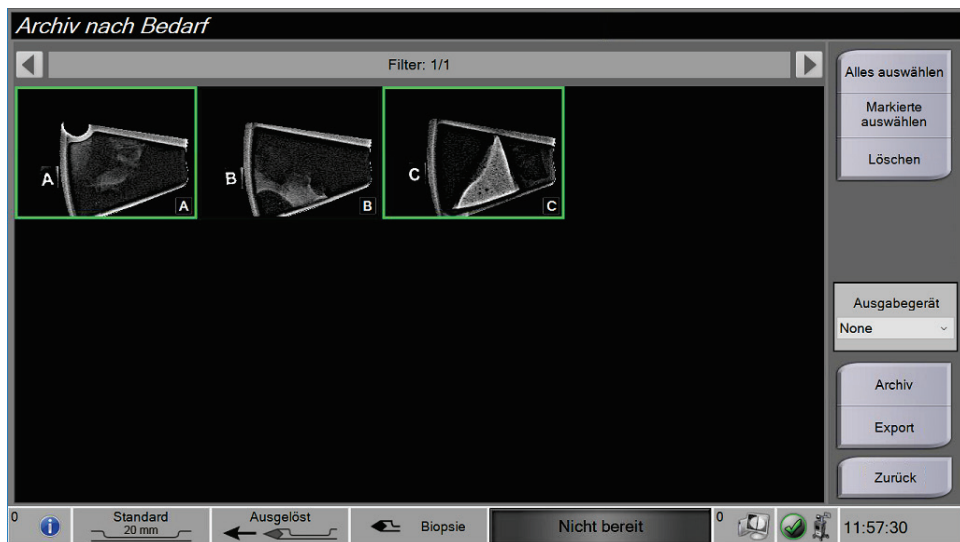 Archiv nach Bedarf
Filter: 1/1
A
A
B
B
C
C
Alles auswählen
Markierte
auswählen
Löschen
Ausgabegerät
None
Archiv
Export
Zurück
0
Standard
20 mm
Ausgelöst
Biopsie
Nicht bereit
0
11:57:30